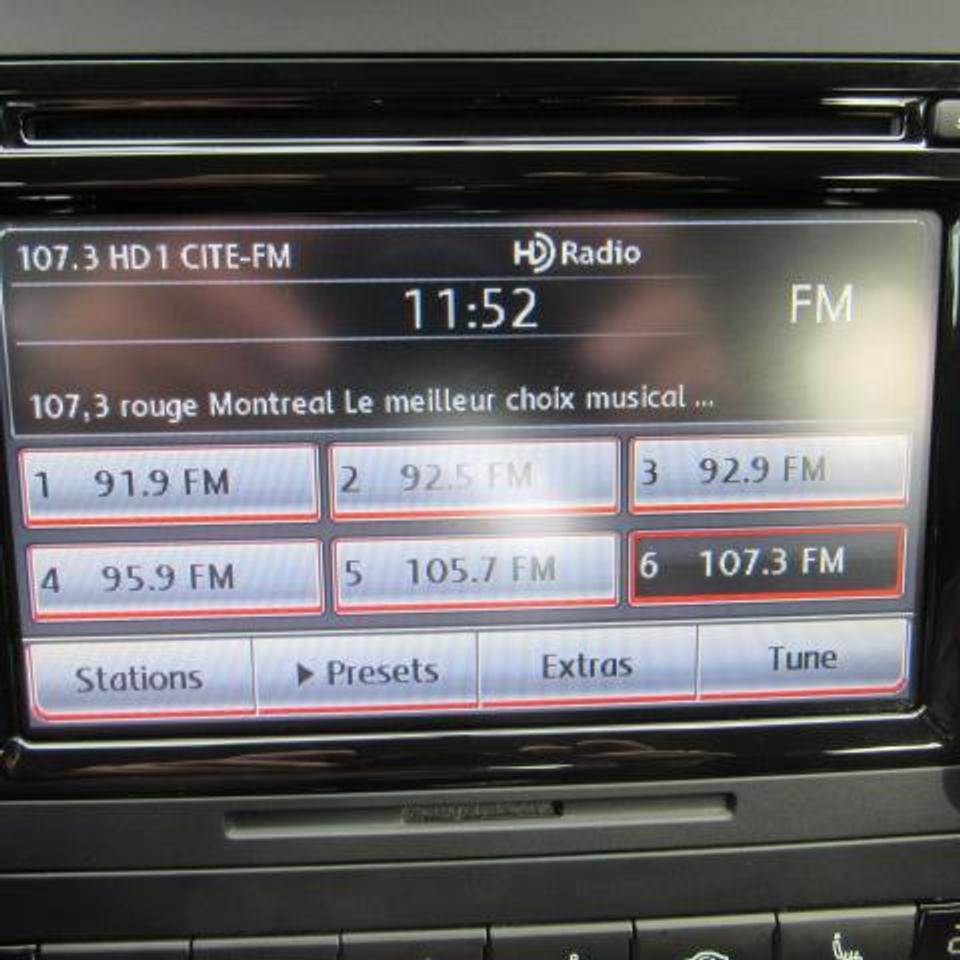 107.3 HD1 CITE-FM HD Radio
11:52 FM
107,3 rouge Montreal Le meilleur choix musical ...
1 91.9 FM 2 92.5 FM 3 92.9 FM
4 95.9 FM 5 105.7 FM 6 107.3 FM
Stations ▶ Presets Extras Tune